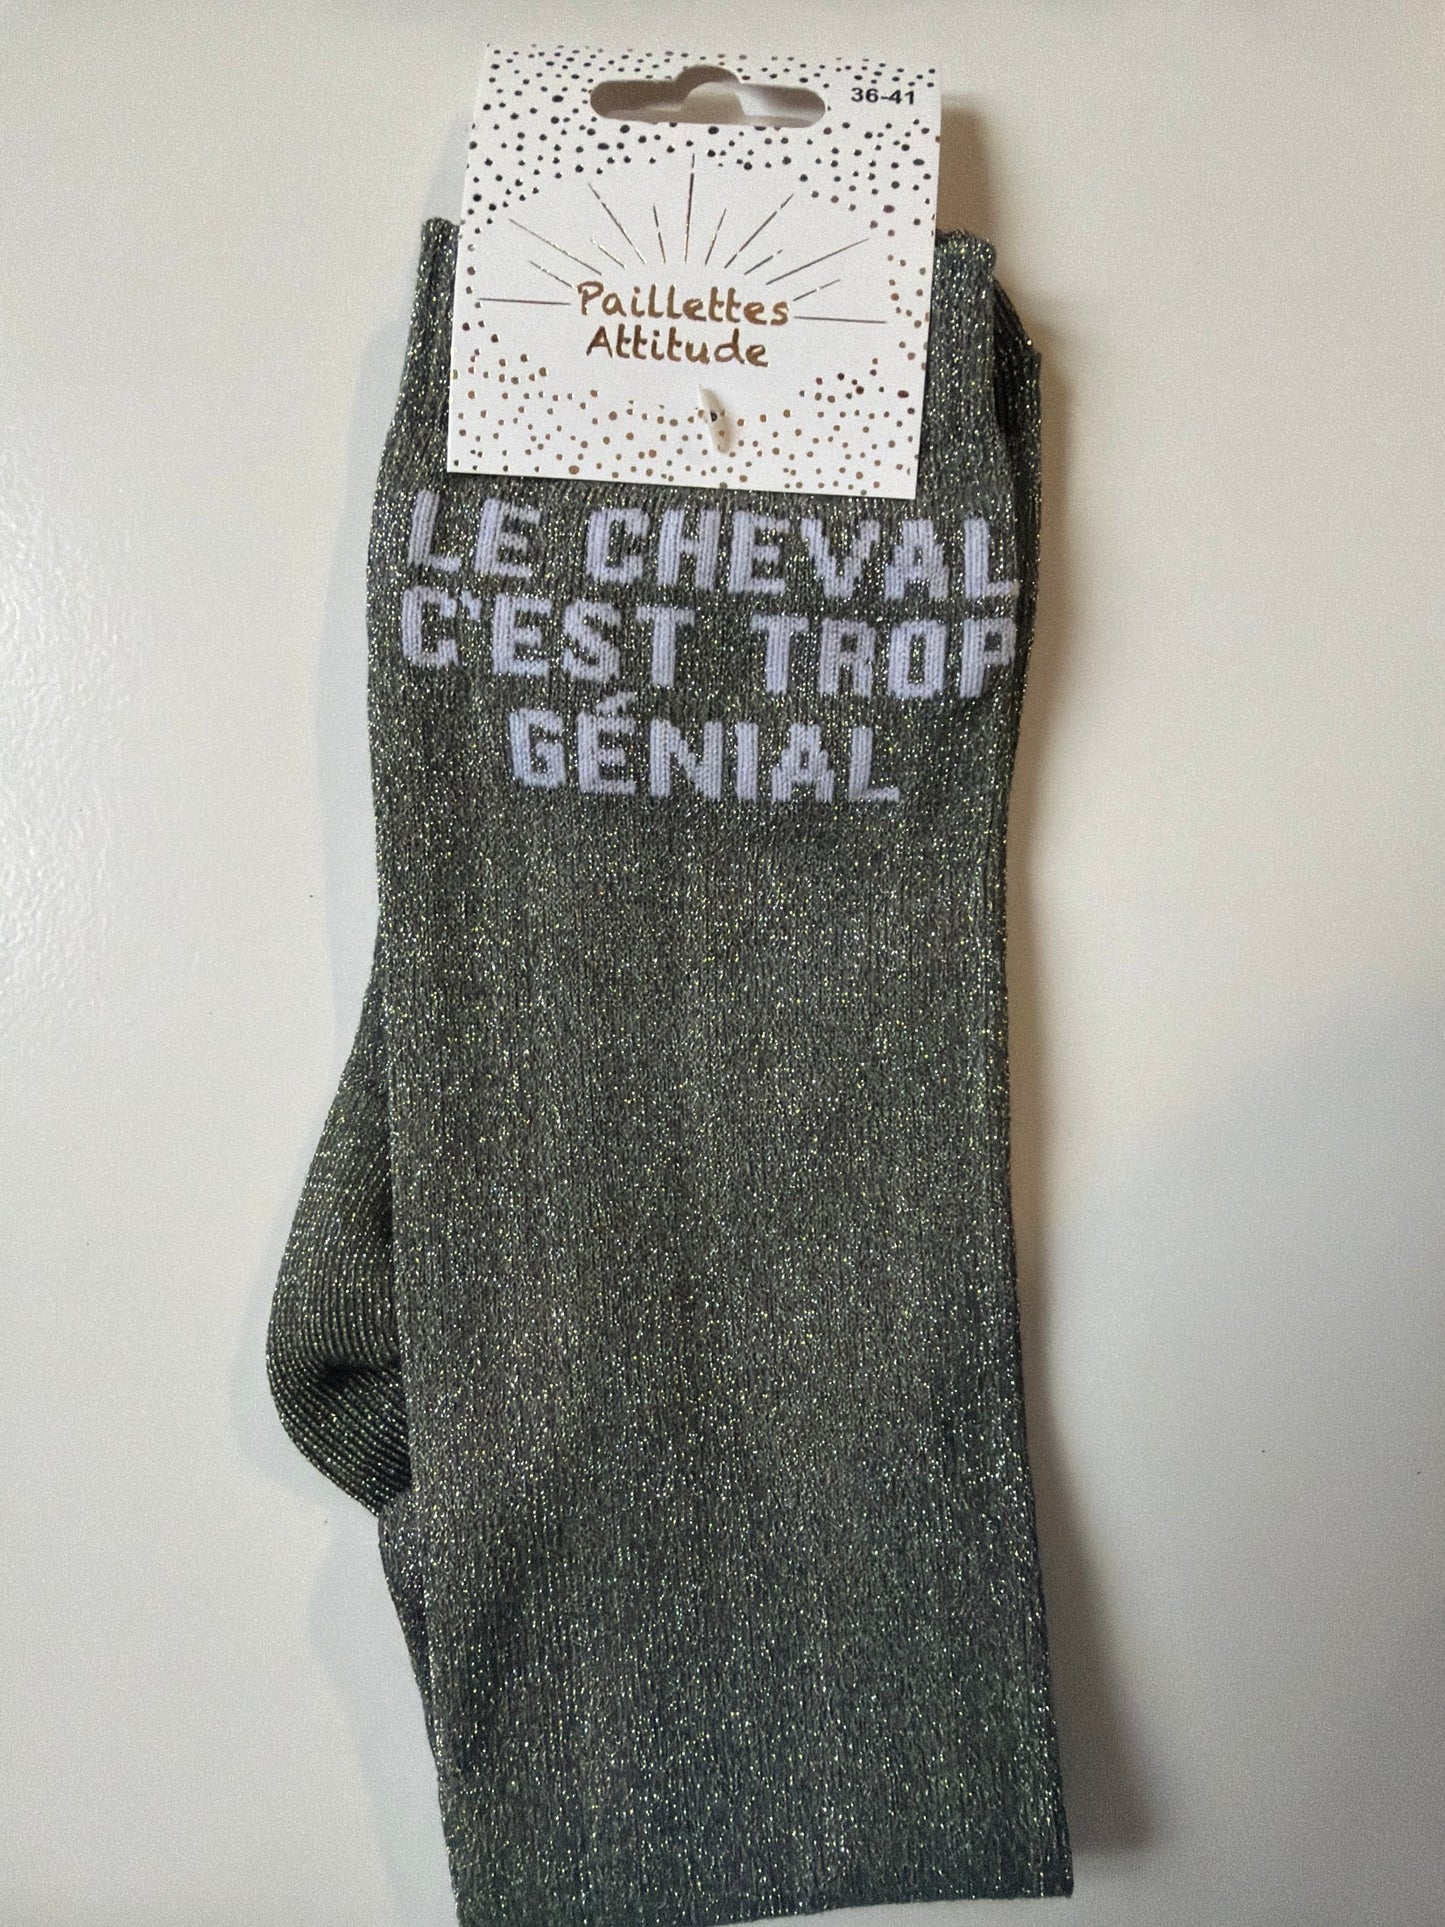 36-41
Paillettes
Attitude
LE CHEVAL
C'EST TROP
GÉNIAL